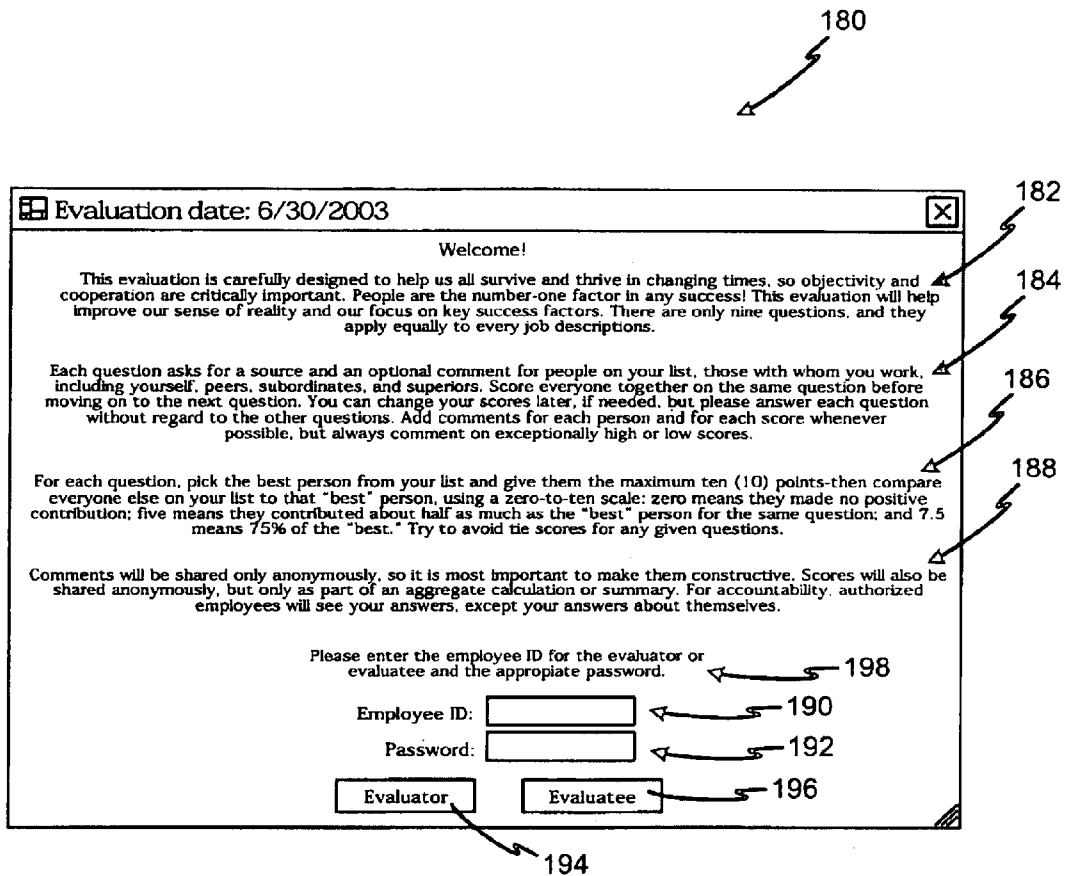 180
Evaluation date: 6/30/2003
182
Welcome!
This evaluation is carefully designed to help us all survive and thrive in changing times, so objectivity and
cooperation are critically important. People are the number-one factor in any success! This evaluation will help
improve our sense of reality and our focus on key success factors. There are only nine questions, and they
apply equally to every job descriptions.
184
Each question asks for a source and an optional comment for people on your list, those with whom you work,
including yourself, peers, subordinates, and superiors. Score everyone together on the same question before
moving on to the next question. You can change your scores later, if needed, but please answer each question
without regard to the other questions. Add comments for each person and for each score whenever
possible, but always comment on exceptionally high or low scores.
186
For each question, pick the best person from your list and give them the maximum ten (10) points-then compare
everyone else on your list to that "best" person, using a zero-to-ten scale: zero means they made no positive
contribution; five means they contributed about half as much as the "best" person for the same question; and 7.5
means 75% of the "best." Try to avoid tie scores for any given questions.
188
Comments will be shared only anonymously, so it is most important to make them constructive. Scores will also be
shared anonymously, but only as part of an aggregate calculation or summary. For accountability, authorized
employees will see your answers, except your answers about themselves.
Please enter the employee ID for the evaluator or
evaluatee and the appropiate password.
198
Employee ID:
190
Password:
192
Evaluator
Evaluatee
196
194